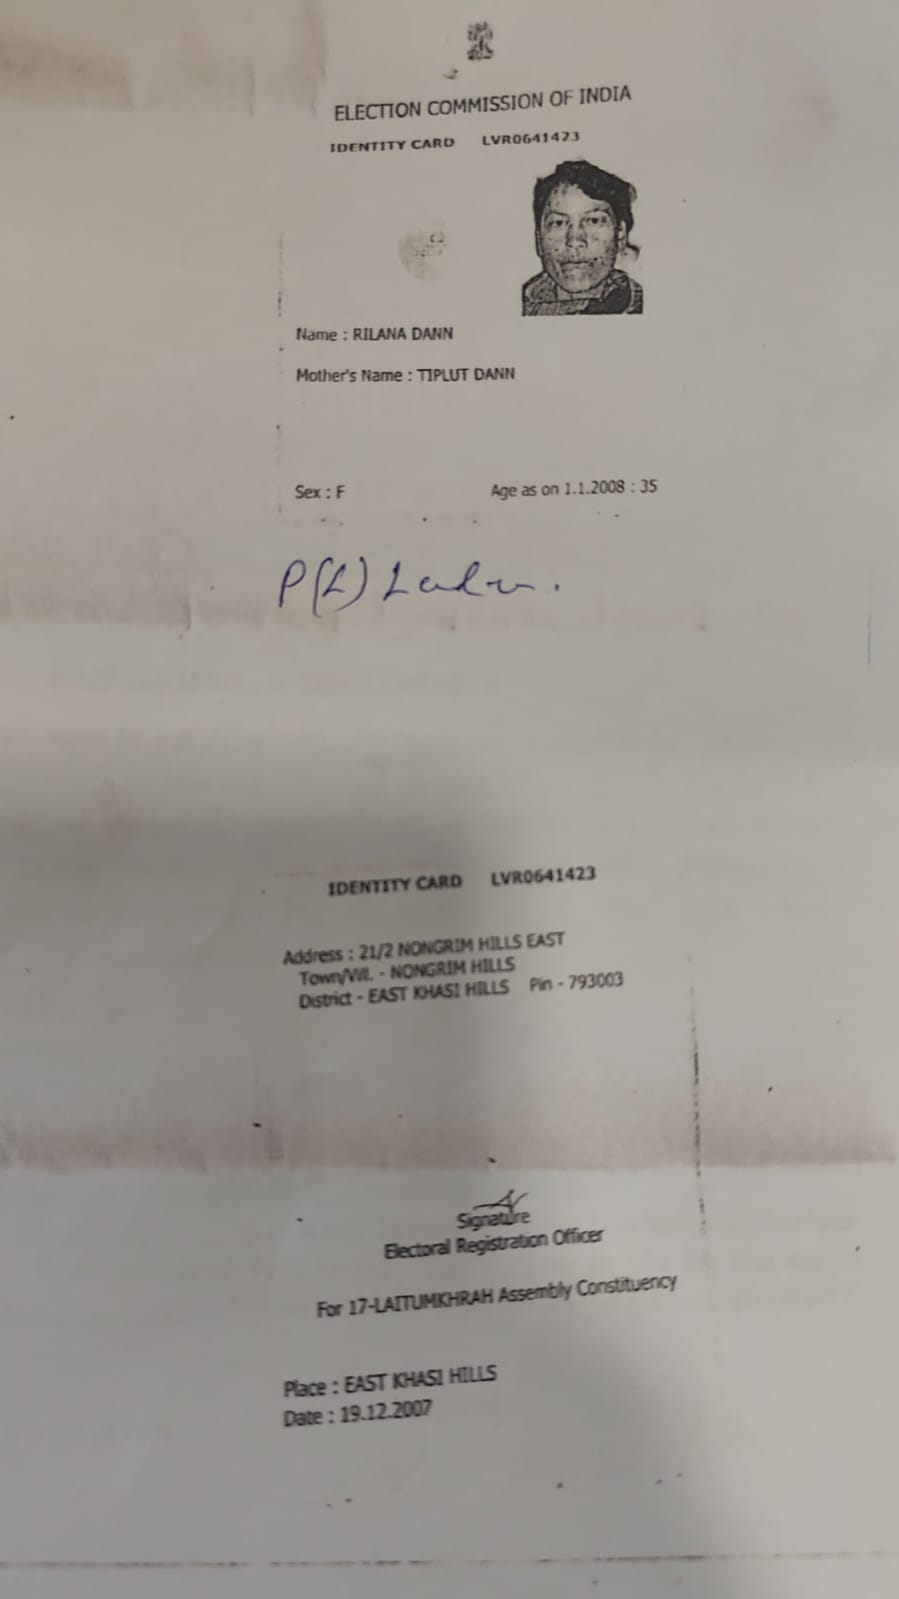 ELECTION COMMISSION OF INDIA
IDENTITY CARD LVR0641423
Name : RILANA DANN
Mother's Name : TIPLUT DANN
Sex : F Age as on 1.1.2008 : 35
P(L)
IDENTITY CARD LVR0641423
Address : 21/2 NONGRIM HILLS EAST
Town/Vill. - NONGRIM HILLS
District - EAST KHASI HILLS Pin - 793003
Signature
Electoral Registration Officer
For 17-LAITUMKHRAH Assembly Constituency
Place : EAST KHASI HILLS
Date : 19.12.2007